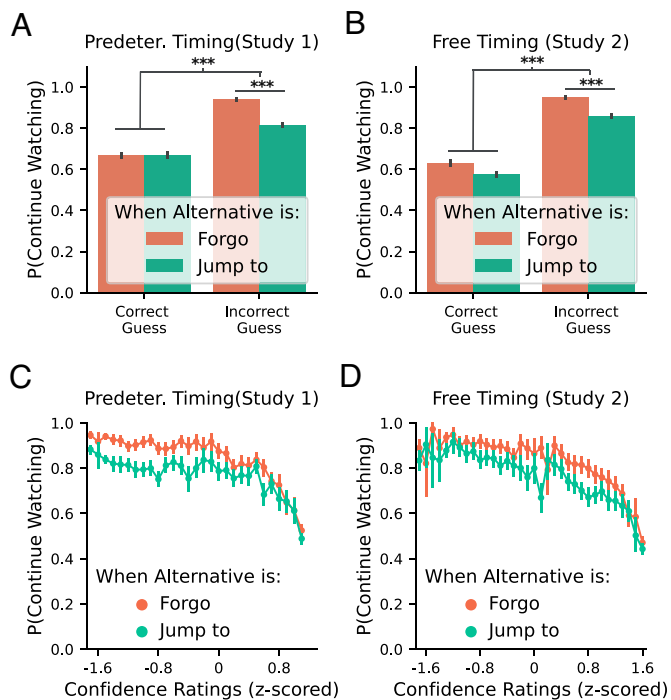 A
Predeter. Timing(Study 1)
P(Continue Watching)
1.0
0.8
0.6
0.4
0.2
0.0
***
***
When Alternative is:
Forgo
Jump to
Correct
Guess
Incorrect
Guess
B
Free Timing (Study 2)
P(Continue Watching)
1.0
0.8
0.6
0.4
0.2
0.0
***
***
When Alternative is:
Forgo
Jump to
Correct
Guess
Incorrect
Guess
C
Predeter. Timing(Study 1)
P(Continue Watching)
1.0
0.8
0.6
0.4
0.2
0.0
When Alternative is:
Forgo
Jump to
-1.6 -0.8 0 0.8
Confidence Ratings (z-scored)
D
Free Timing (Study 2)
P(Continue Watching)
1.0
0.8
0.6
0.4
0.2
0.0
When Alternative is:
Forgo
Jump to
-1.6 -0.8 0 0.8 1.6
Confidence Ratings (z-scored)